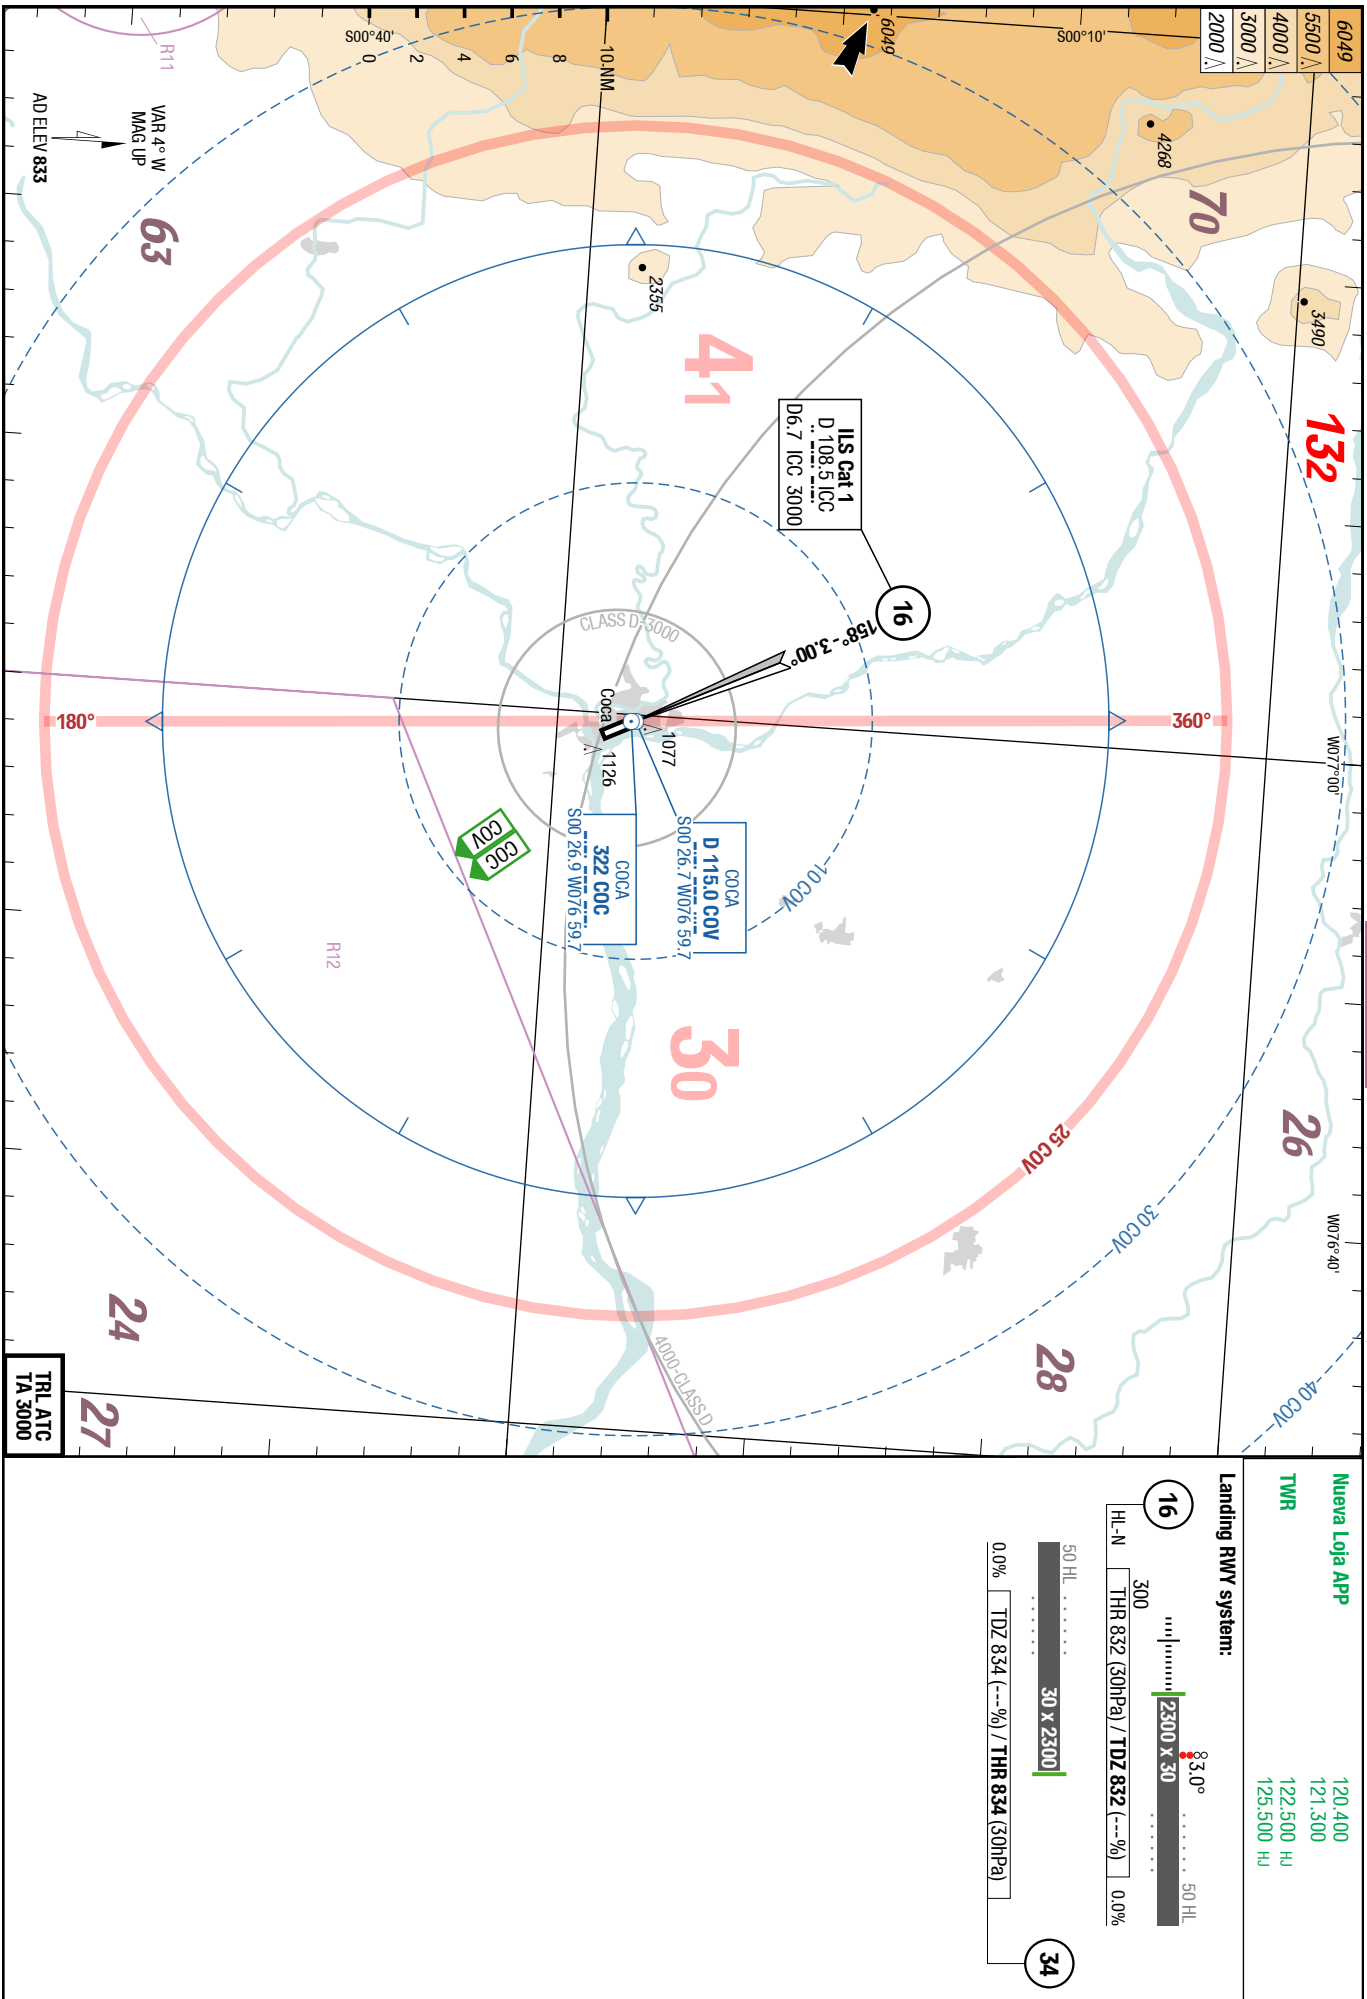 6049
5500
4000
3000
2000
S00°40'
S00°10'
0
2
4
6
8
10-NM
6049
R11
4268
VAR 4° W
MAG UP
AD ELEV 833
63
70
2355
3490
41
132
ILS Cat 1
D 108.5 ICC
D6.7 ICC 3000
16
158° - 3.00°
CLASS D-3000
Coca
1077
1126
180°
360°
W077°00'
COV
COC
COCA
D 115.0 COV
S00 26.7 W076 59.7
COCA
322 COC
S00 26.9 W076 59.7
10 COV
R12
30
25 COV
26
30 COV
W076°40'
24
28
4000-CLASS D
40 COV
27
TRL ATC
TA 3000
Nueva Loja APP
120.400
121.300
TWR
122.500 HJ
125.500 HJ
Landing RWY system:
16
3.0°
50 HL
2300 x 30
300
HL-N
THR 832 (30hPa) / TDZ 832 (---%)
0.0%
50 HL
30 x 2300
0.0%
TDZ 834 (---%) / THR 834 (30hPa)
34